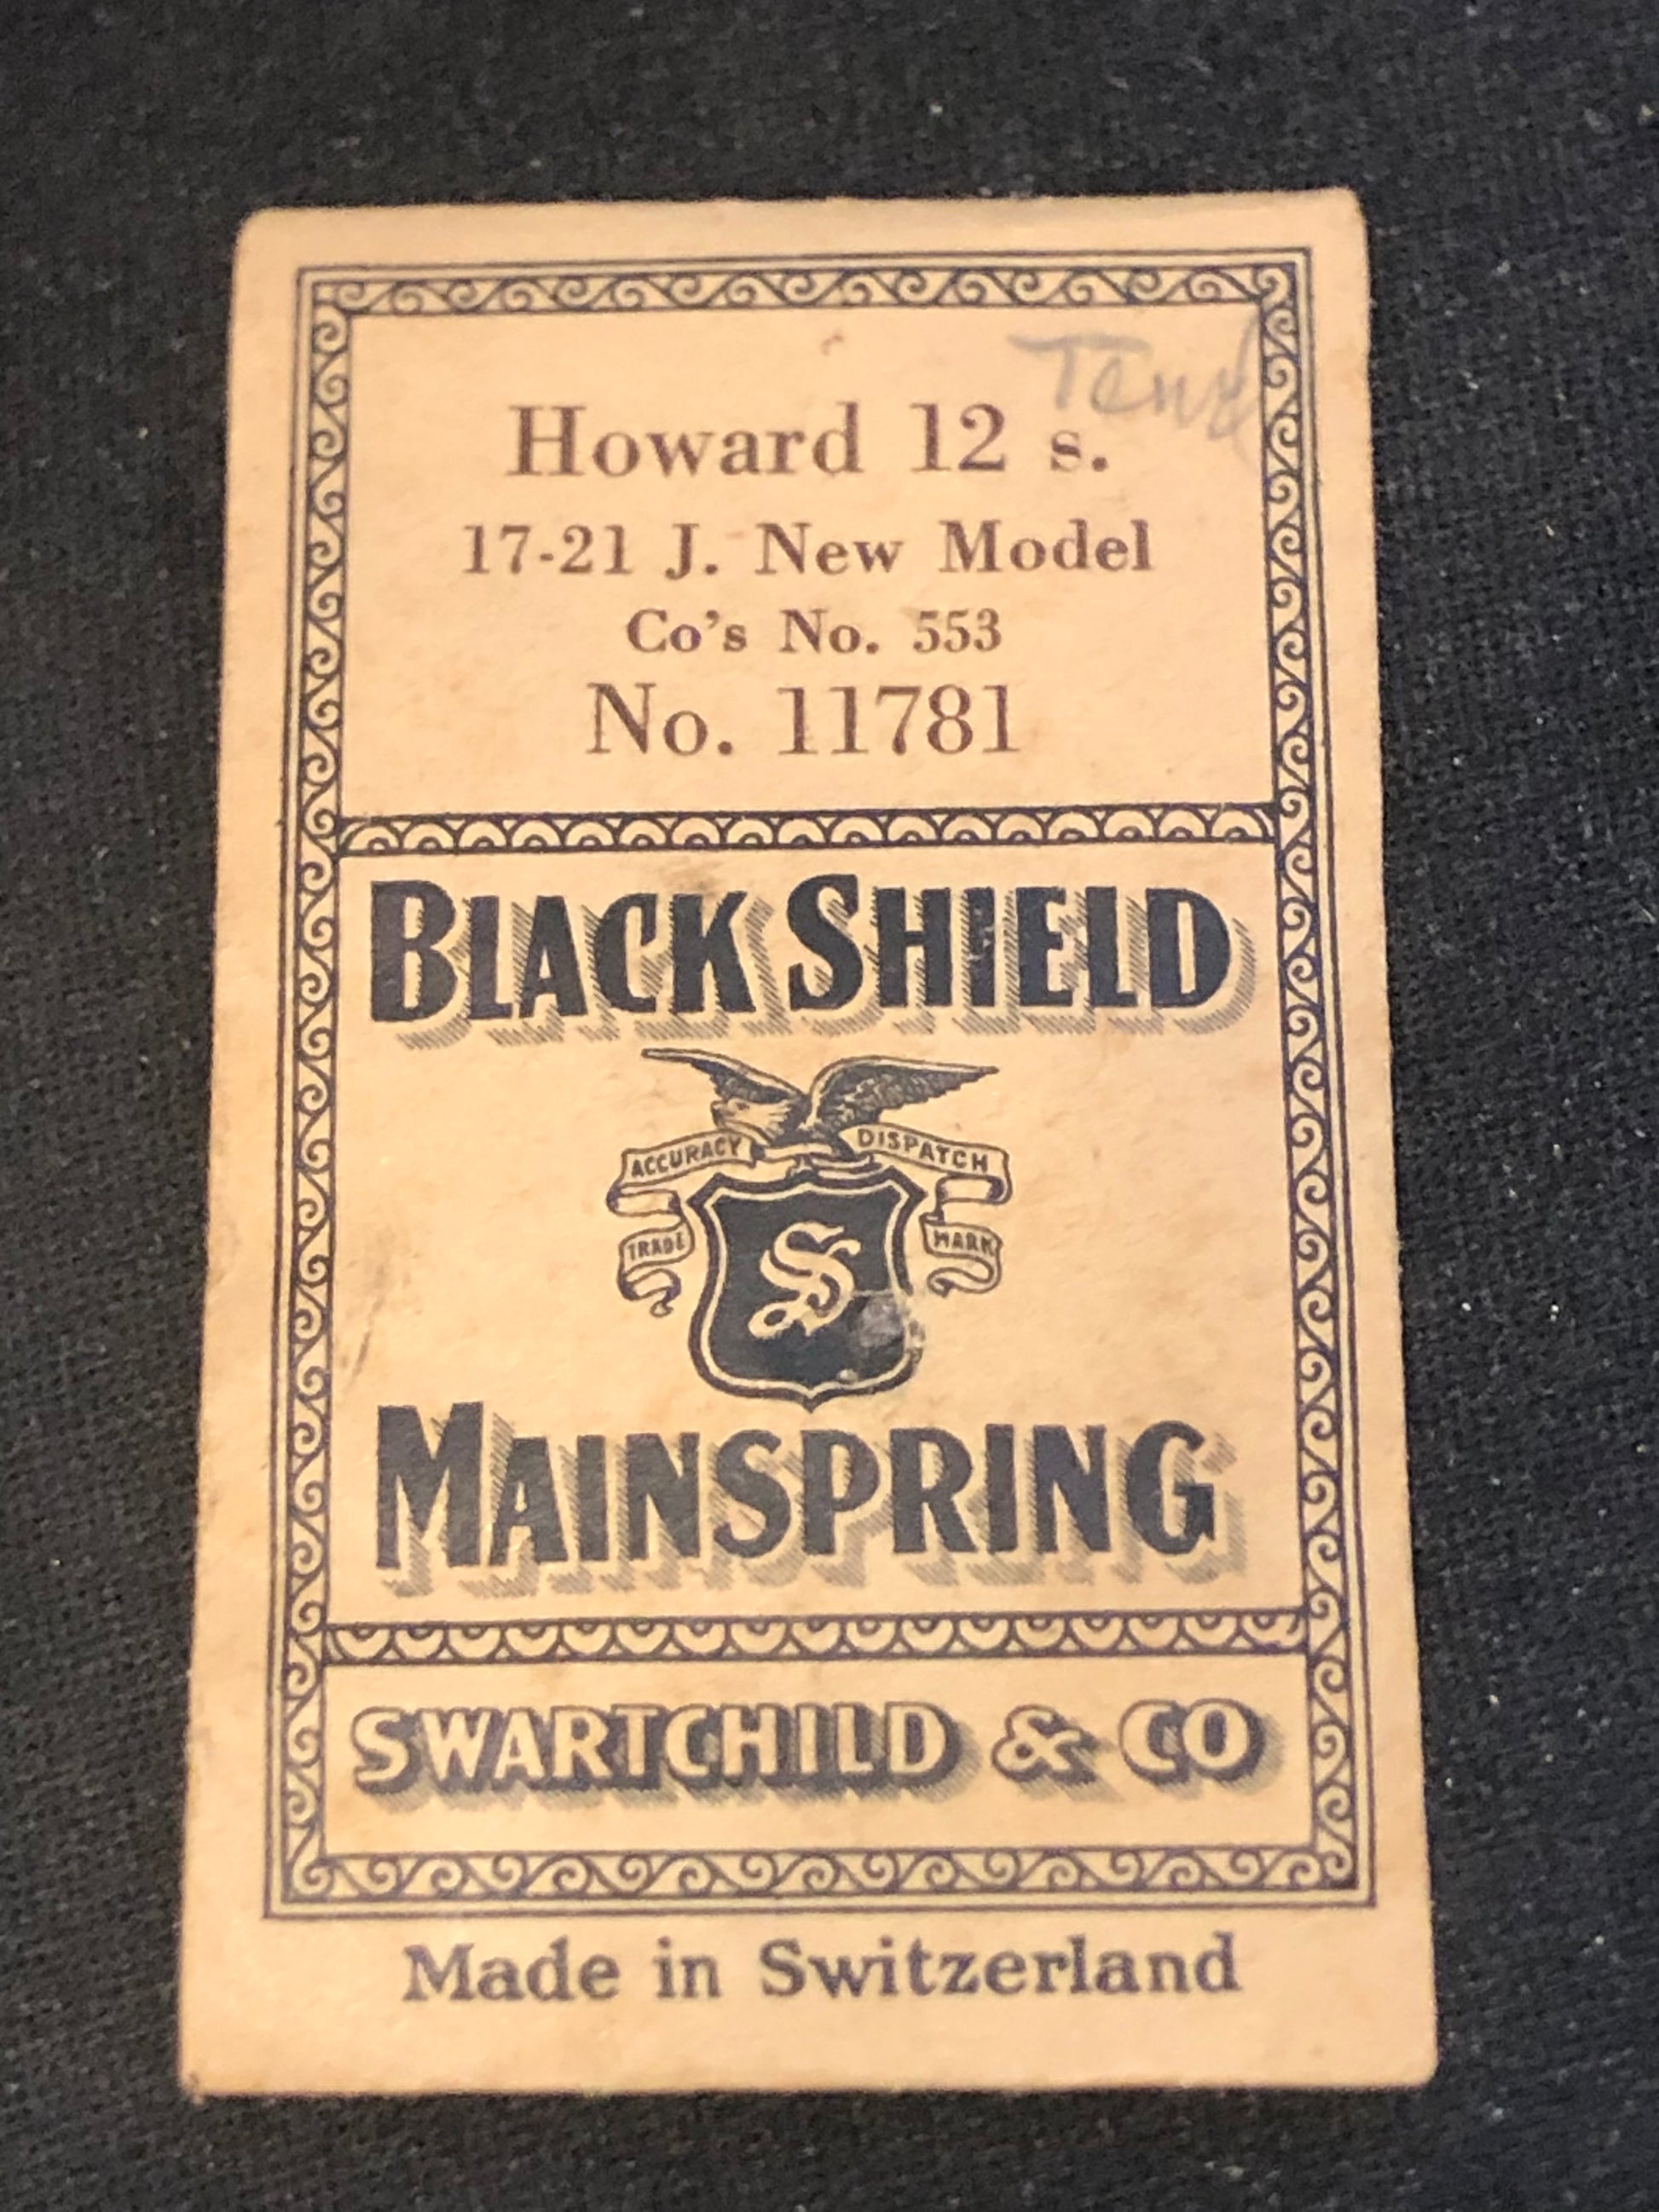 Howard 12 s.
17-21 J. New Model
Co's No. 553
No. 11781
BLACK SHIELD
ACCURACY DISPATCH
TRADE MARK
S
MAINSPRING
SWARTCHILD & CO
Made in Switzerland